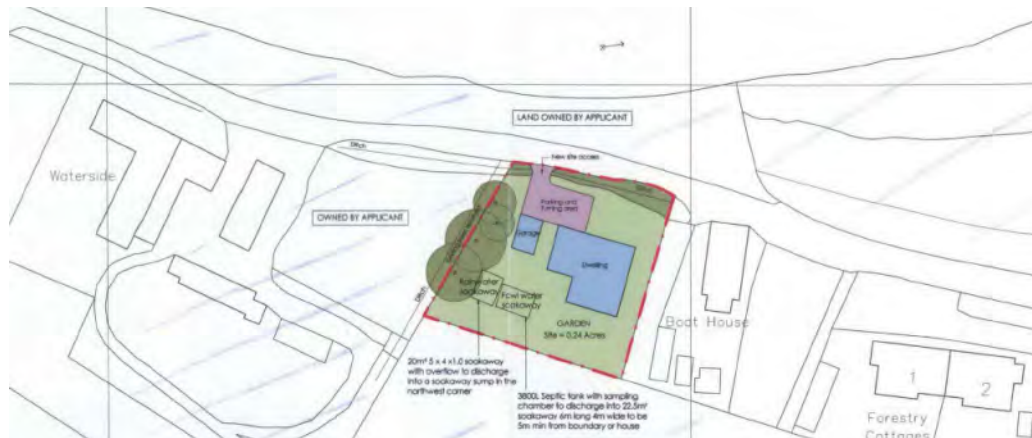 LAND OWNED BY APPLICANT
Ditch
New site access
Waterside
Parking and
turning area
Ditch
OWNED BY APPLICANT
Garage
Dwelling
Rainwater
soakaway
Fowl water
soakaway
Ditch
GARDEN
Site = 0.24 Acres
Boat House
20m² 5 x 4 x1.0 soakaway
with overflow to discharge
into a soakaway sump in the
northwest corner
3800L Septic tank with sampling
chamber to discharge into 22.5m²
soakaway 6m long 4m wide to be
5m min from boundary or house
1
2
Forestry
Cottages